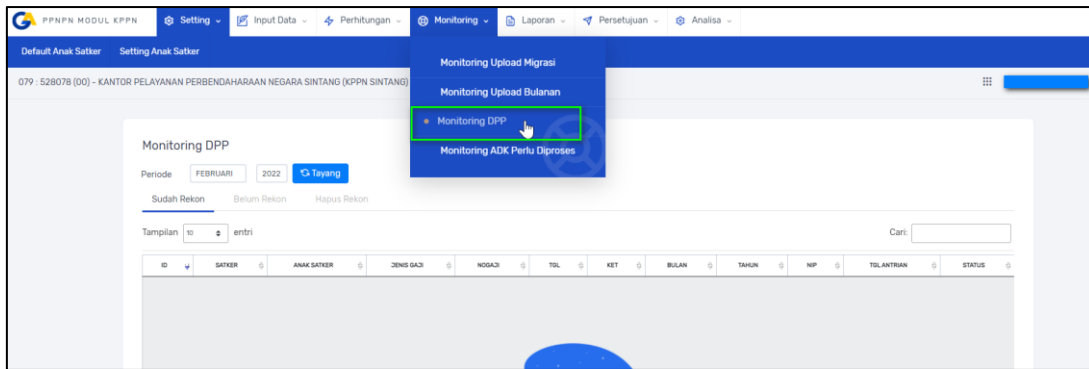 PPNPN MODUL KPPN Setting Input Data Perhitungan Monitoring Laporan Persetujuan Analisa
Default Anak Satker Setting Anak Satker
079 : 528078 (00) - KANTOR PELAYANAN PERBENDAHARAAN NEGARA SINTANG (KPPN SINTANG)
Monitoring Upload Migrasi
Monitoring Upload Bulanan
Monitoring DPP
Monitoring ADK Perlu Diproses
Monitoring DPP
Periode FEBRUARI 2022 Tayang
Sudah Rekon Belum Rekon Hapus Rekon
Tampilan 10 entri Cari:
ID SATKER ANAK SATKER JENIS GAJI NOGAJI TGL KET BULAN TAHUN NIP TGL.ANTRIAN STATUS